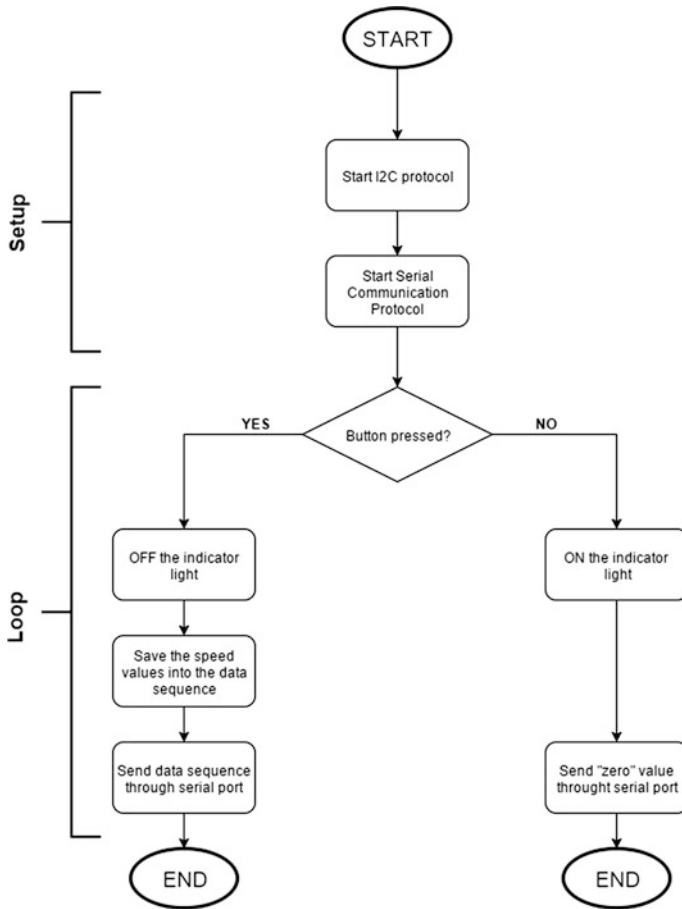 START
Setup
Start I2C protocol
Start Serial
Communication
Protocol
Loop
YES
Button pressed?
NO
OFF the indicator
light
ON the indicator
light
Save the speed
values into the data
sequence
Send data sequence
through serial port
Send "zero" value
throught serial port
END
END